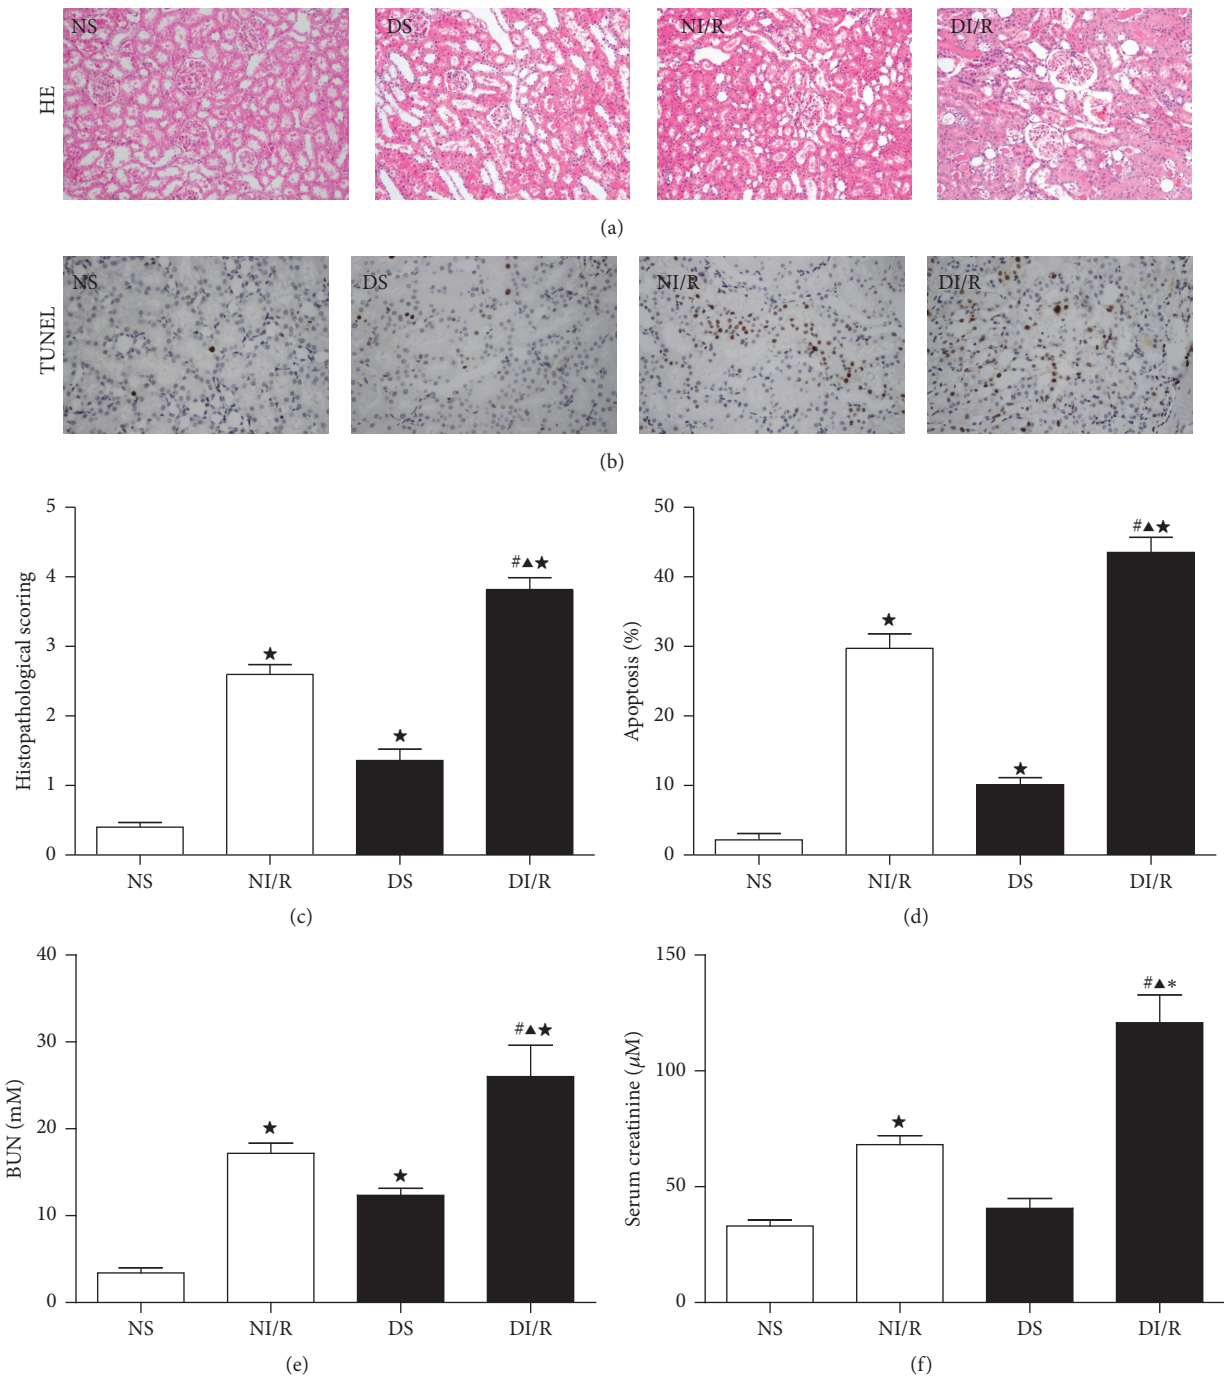 HE
NS DS NI/R DI/R
(a)
TUNEL
NS DS NI/R DI/R
(b)
Histopathological scoring
5
4
3
2
1
0
★ ★ #▲★
NS NI/R DS DI/R
(c)
Apoptosis (%)
50
40
30
20
10
0
★ ★ #▲★
NS NI/R DS DI/R
(d)
BUN (mM)
40
30
20
10
0
★ ★ #▲★
NS NI/R DS DI/R
(e)
Serum creatinine (μM)
150
100
50
0
★ #▲*
NS NI/R DS DI/R
(f)